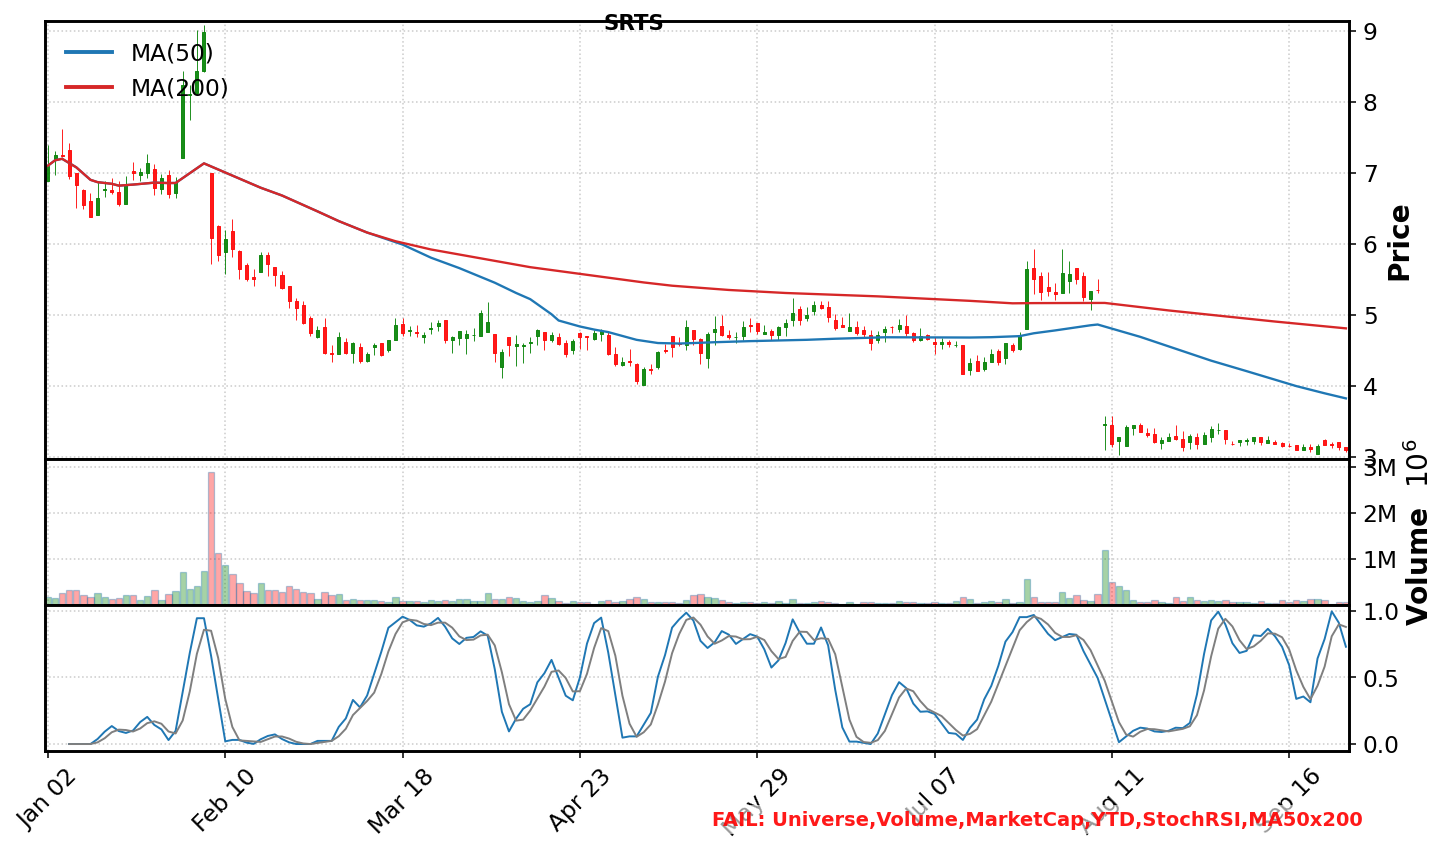 SRTS
MA(50)
MA(200)
9
8
7
6
5
4
3
Price
10^6
3M
2M
1M
Volume
1.0
0.5
0.0
Jan 02
Feb 10
Mar 18
Apr 23
May 29
Jul 07
Aug 11
Sep 16
FAIL: Universe,Volume,MarketCap,YTD,StochRSI,MA50x200